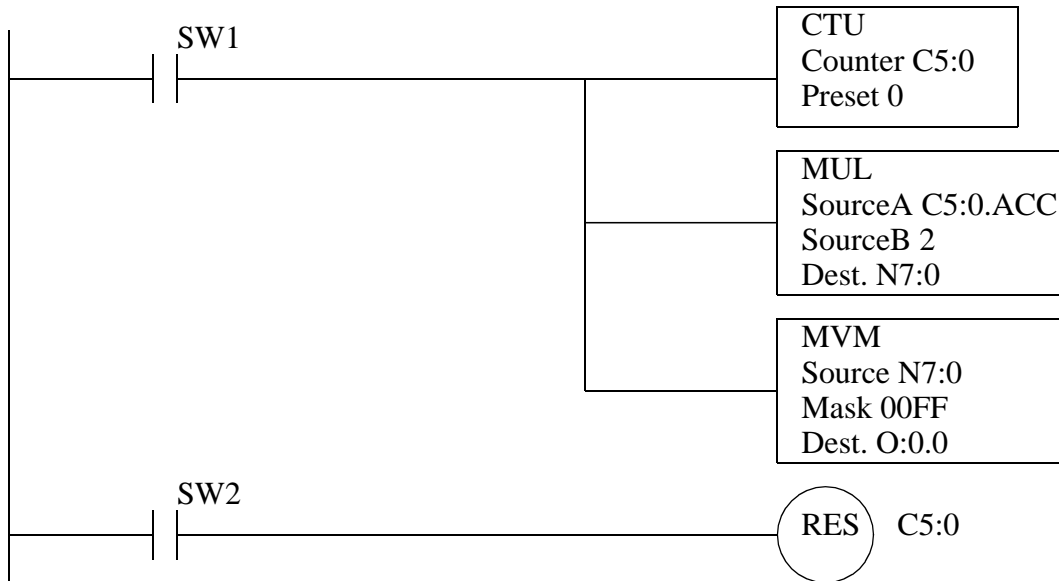 SW1
CTU
Counter C5:0
Preset 0
MUL
SourceA C5:0.ACC
SourceB 2
Dest. N7:0
MVM
Source N7:0
Mask 00FF
Dest. O:0.0
SW2
RES C5:0